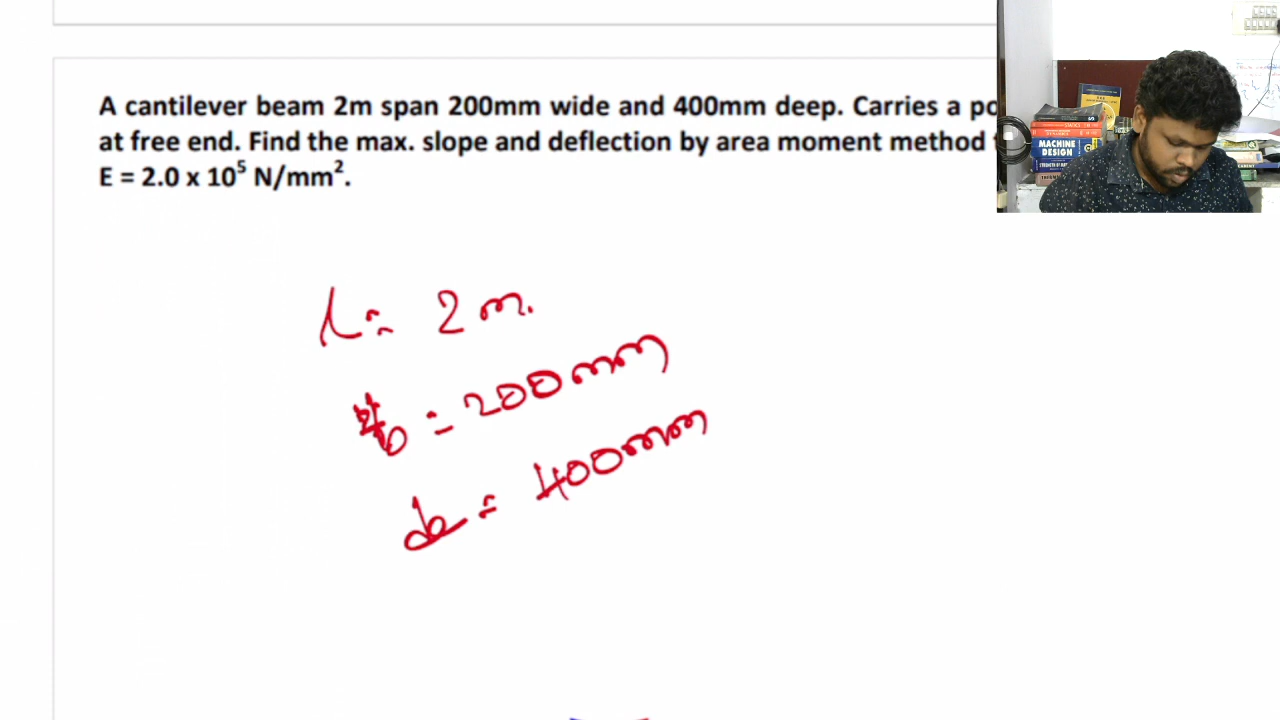 A cantilever beam 2m span 200mm wide and 400mm deep. Carries a po
at free end. Find the max. slope and deflection by area moment method
E = 2.0 x 10⁵ N/mm².
l = 2 m.
b = 200mm
d = 400mm
MACHINE
DESIGN